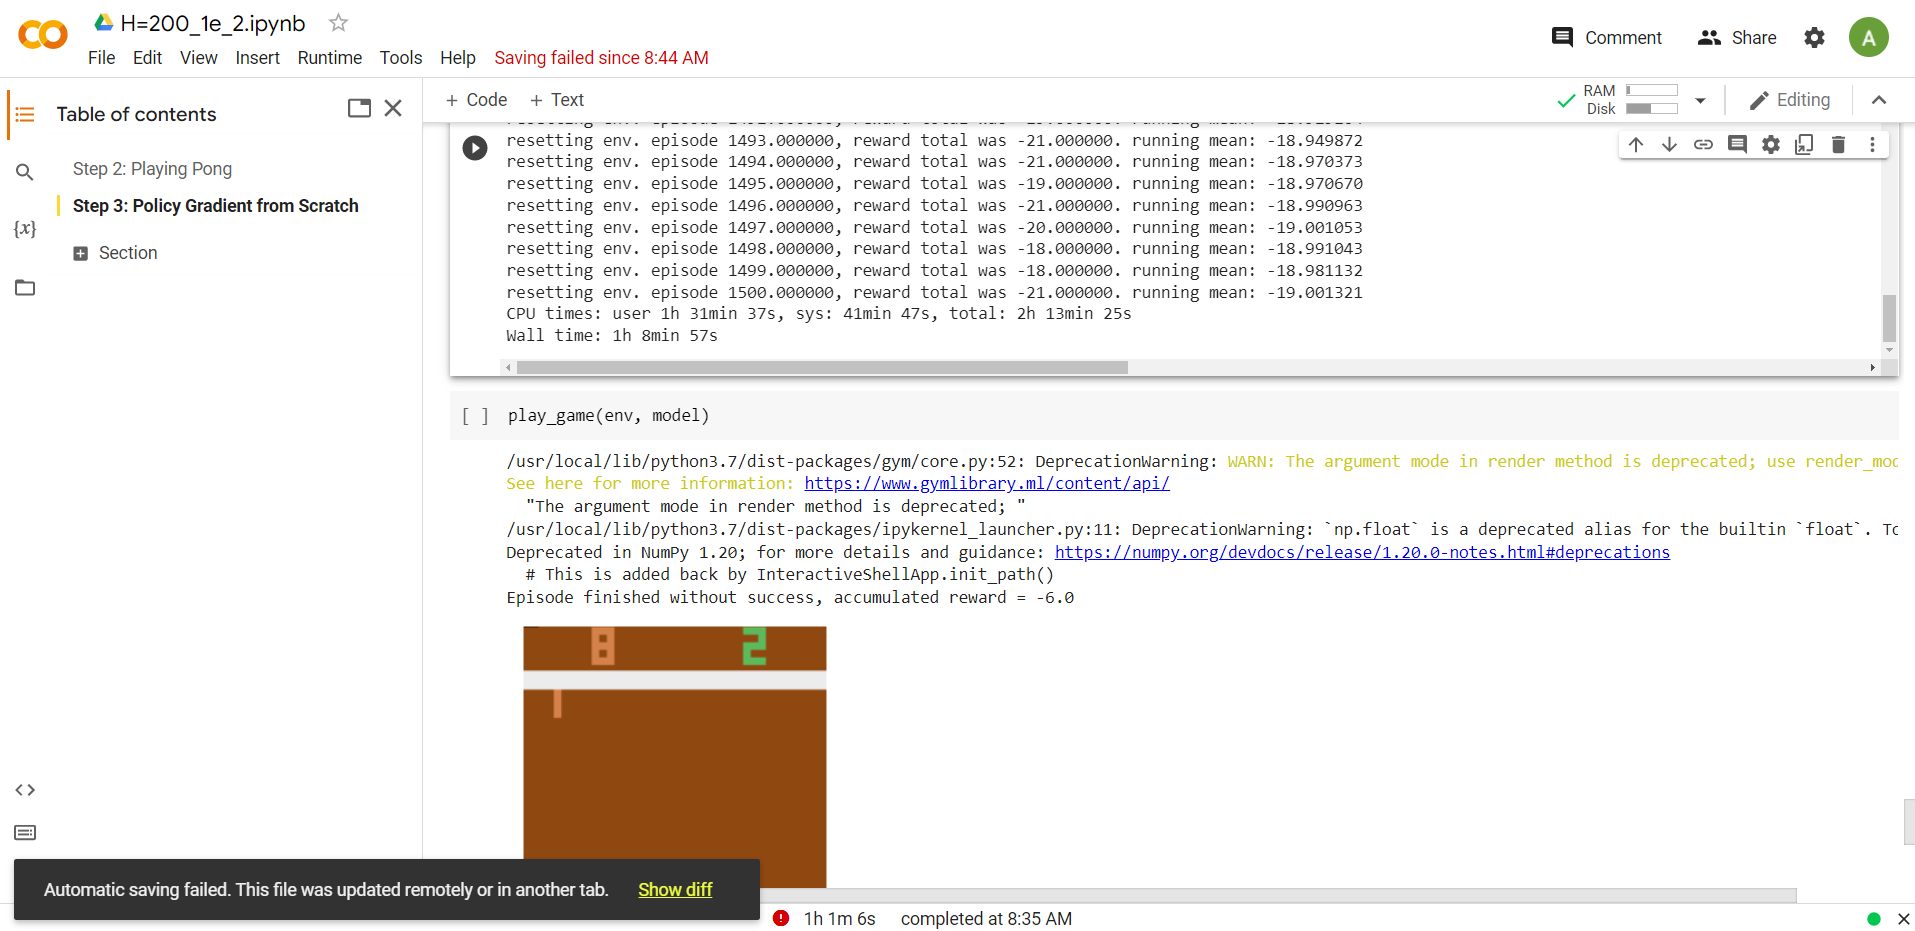 H=200_1e_2.ipynb
File Edit View Insert Runtime Tools Help Saving failed since 8:44 AM
Comment Share A
Table of contents
Step 2: Playing Pong
Step 3: Policy Gradient from Scratch
Section
{x}
+ Code + Text
RAM
Disk
Editing
resetting env. episode 1493.000000, reward total was -21.000000. running mean: -18.949872
resetting env. episode 1494.000000, reward total was -21.000000. running mean: -18.970373
resetting env. episode 1495.000000, reward total was -19.000000. running mean: -18.970670
resetting env. episode 1496.000000, reward total was -21.000000. running mean: -18.990963
resetting env. episode 1497.000000, reward total was -20.000000. running mean: -19.001053
resetting env. episode 1498.000000, reward total was -18.000000. running mean: -18.991043
resetting env. episode 1499.000000, reward total was -18.000000. running mean: -18.981132
resetting env. episode 1500.000000, reward total was -21.000000. running mean: -19.001321
CPU times: user 1h 31min 37s, sys: 41min 47s, total: 2h 13min 25s
Wall time: 1h 8min 57s
[ ] play_game(env, model)
/usr/local/lib/python3.7/dist-packages/gym/core.py:52: DeprecationWarning: WARN: The argument mode in render method is deprecated; use render_mod
See here for more information: https://www.gymlibrary.ml/content/api/
"The argument mode in render method is deprecated; "
/usr/local/lib/python3.7/dist-packages/ipykernel_launcher.py:11: DeprecationWarning: `np.float` is a deprecated alias for the builtin `float`. To
Deprecated in NumPy 1.20; for more details and guidance: https://numpy.org/devdocs/release/1.20.0-notes.html#deprecations
# This is added back by InteractiveShellApp.init_path()
Episode finished without success, accumulated reward = -6.0
8 2
Automatic saving failed. This file was updated remotely or in another tab. Show diff
1h 1m 6s completed at 8:35 AM